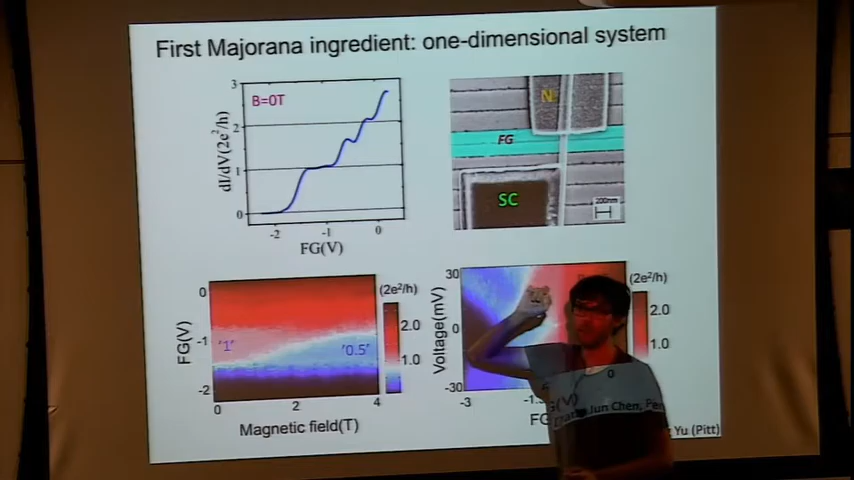 First Majorana ingredient: one-dimensional system
B=0T
dI/dV(2e²/h)
3
2
1
0
-2 -1 0
FG(V)
N
FG
SC
200nm
(2e²/h)
2.0
1.0
FG(V)
0
-1
-2
'1'
'0.5'
0 2 4
Magnetic field(T)
(2e²/h)
2.0
1.0
0
Voltage(mV)
30
0
-30
-3
FG(V)
Jun Chen,
Yu (Pitt)